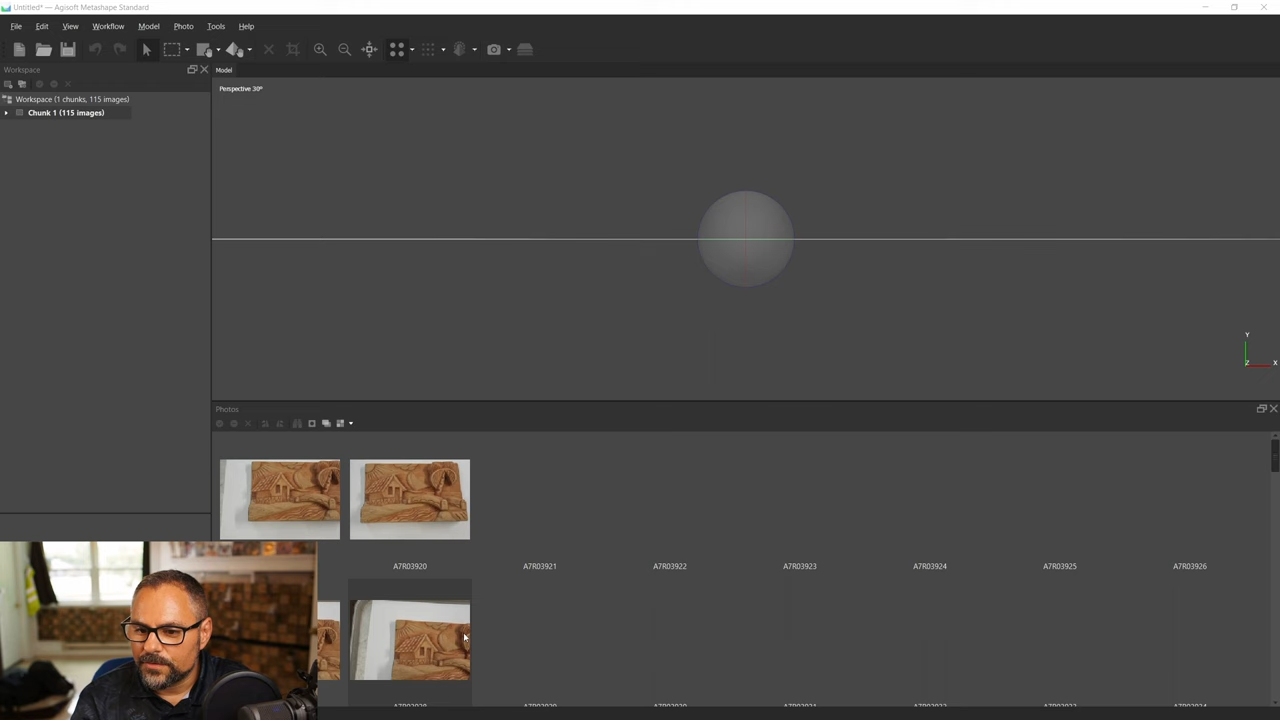 Untitled* — Agisoft Metashape Standard
File Edit View Workflow Model Photo Tools Help
Workspace
Model
Perspective 30°
Workspace (1 chunks, 115 images)
Chunk 1 (115 images)
Y
Z X
Photos
A7R03920 A7R03921 A7R03922 A7R03923 A7R03924 A7R03925 A7R03926